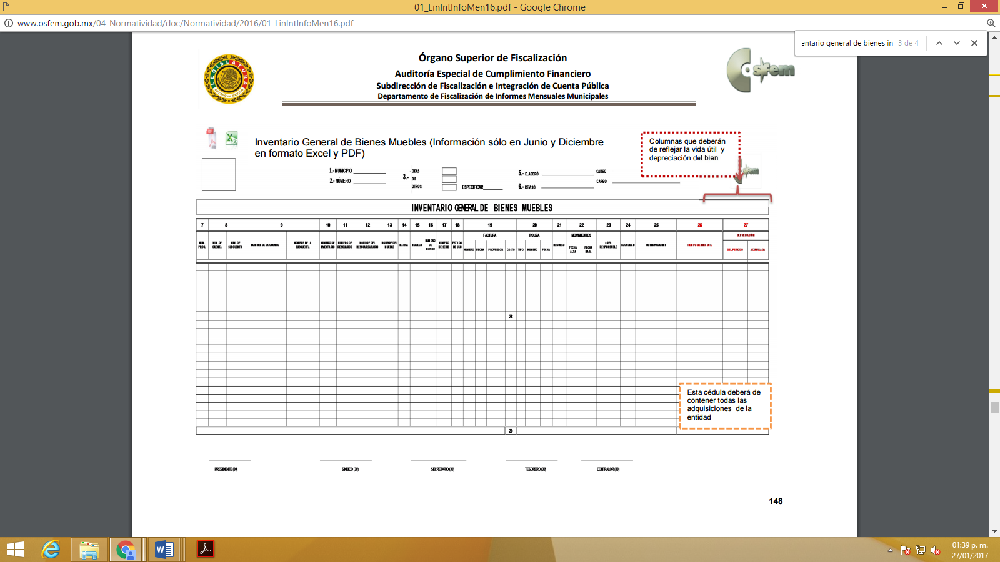 01_LinIntInfoMen16.pdf - Google Chrome
www.osfem.gob.mx/04_Normatividad/doc/Normatividad/2016/01_LinIntInfoMen16.pdf
entario general de bienes in 3 de 4
Órgano Superior de Fiscalización
Auditoría Especial de Cumplimiento Financiero
Subdirección de Fiscalización e Integración de Cuenta Pública
Departamento de Fiscalización de Informes Mensuales Municipales
LEGISLATURA
ESTADO DE MEXICO
osfem
Inventario General de Bienes Muebles (Información sólo en Junio y Diciembre
en formato Excel y PDF)
Columnas que deberán
de reflejar la vida útil y
depreciación del bien
1.- MUNICIPIO
2.- NÚMERO
3.-
ODAS
DIF
OTROS
ESPECIFICAR
5.- ELABORÓ
CARGO
6.- REVISÓ
CARGO
INVENTARIO GENERAL DE BIENES MUEBLES
7 8 9 10 11 12 13 14 15 16 17 18 19 20 21 22 23 24 25 26 27
FACTURA POLIZA MOVIMIENTOS DEPRECIACIÓN
NUM. PROG.
NUM. DE CUENTA
NUM. DE SUBCUENTA
NOMBRE DE LA CUENTA
NOMBRE DE LA SUBCUENTA
NUMERO DE INVENTARIO
NUMERO DE RESGUARDO
NOMBRE DEL RESGUARDATARIO
NOMBRE DEL MUEBLE
MARCA
MODELO
NUMERO DE MOTOR
NUMERO DE SERIE
ESTADO DE USO
NUMERO
FECHA
PROVEEDOR
COSTO
TIPO
NUMERO
FECHA
RECURSO
FECHA ALTA
FECHA BAJA
AREA RESPONSABLE
LOCALIDAD
OBSERVACIONES
TIEMPO DE VIDA UTIL
DEL PERIODO
ACUMULADA
28
Esta cédula deberá de
contener todas las
adquisiciones de la
entidad
29
PRESIDENTE (30)
SINDICO (30)
SECRETARIO (30)
TESORERO (30)
CONTRALOR (30)
148
01:39 p. m.
27/01/2017